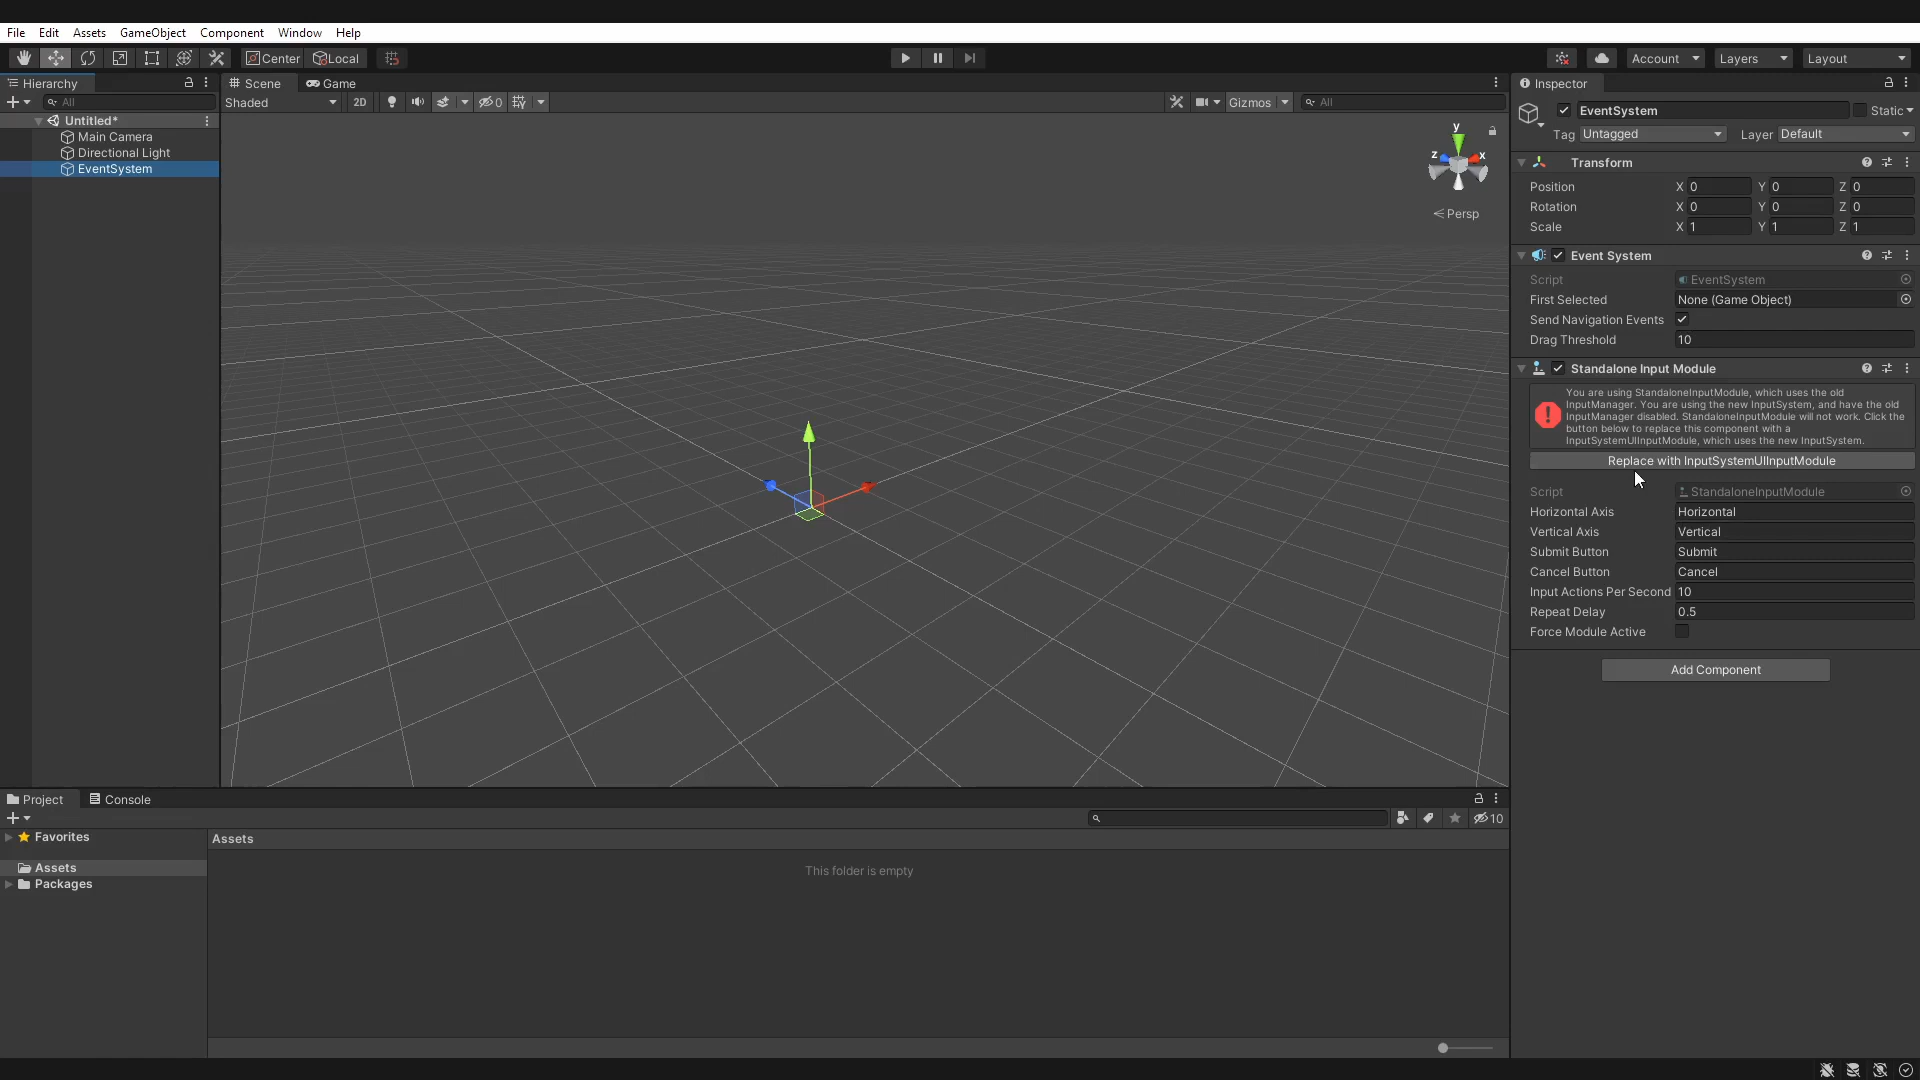 File Edit Assets GameObject Component Window Help
Center Local Account Layers Layout
Hierarchy
All
Untitled*
Main Camera
Directional Light
EventSystem
Scene Game
Shaded 2D 0 Gizmos All
y
z x
Persp
Inspector
EventSystem Static
Tag Untagged Layer Default
Transform
Position X 0 Y 0 Z 0
Rotation X 0 Y 0 Z 0
Scale X 1 Y 1 Z 1
Event System
Script EventSystem
First Selected None (Game Object)
Send Navigation Events
Drag Threshold 10
Standalone Input Module
You are using StandaloneInputModule, which uses the old
InputManager. You are using the new InputSystem, and have the old
InputManager disabled. StandaloneInputModule will not work. Click the
button below to replace this component with a
InputSystemUIInputModule, which uses the new InputSystem.
Replace with InputSystemUIInputModule
Script StandaloneInputModule
Horizontal Axis Horizontal
Vertical Axis Vertical
Submit Button Submit
Cancel Button Cancel
Input Actions Per Second 10
Repeat Delay 0.5
Force Module Active
Add Component
Project Console
10
Favorites
Assets
Packages
Assets
This folder is empty